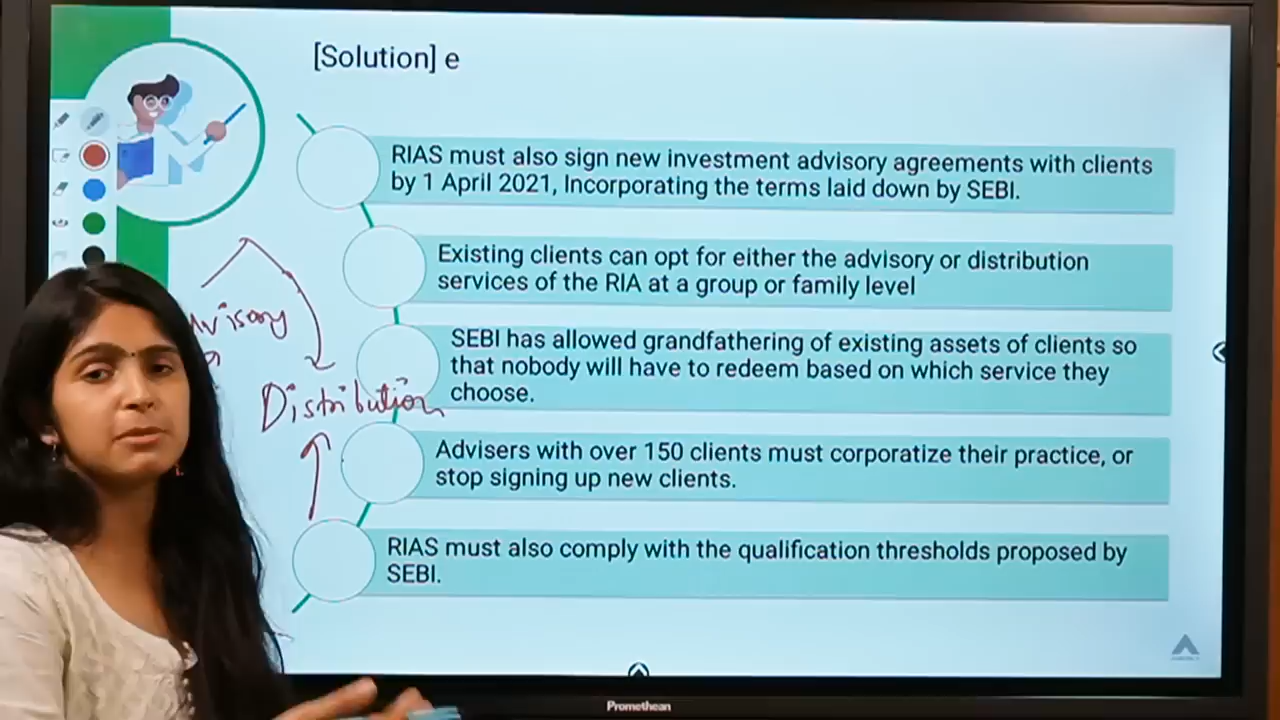 [Solution] e
RIAS must also sign new investment advisory agreements with clients
by 1 April 2021, Incorporating the terms laid down by SEBI.
Existing clients can opt for either the advisory or distribution
services of the RIA at a group or family level
SEBI has allowed grandfathering of existing assets of clients so
that nobody will have to redeem based on which service they
choose.
Advisers with over 150 clients must corporatize their practice, or
stop signing up new clients.
RIAS must also comply with the qualification thresholds proposed by
SEBI.
Distribution
Promethean